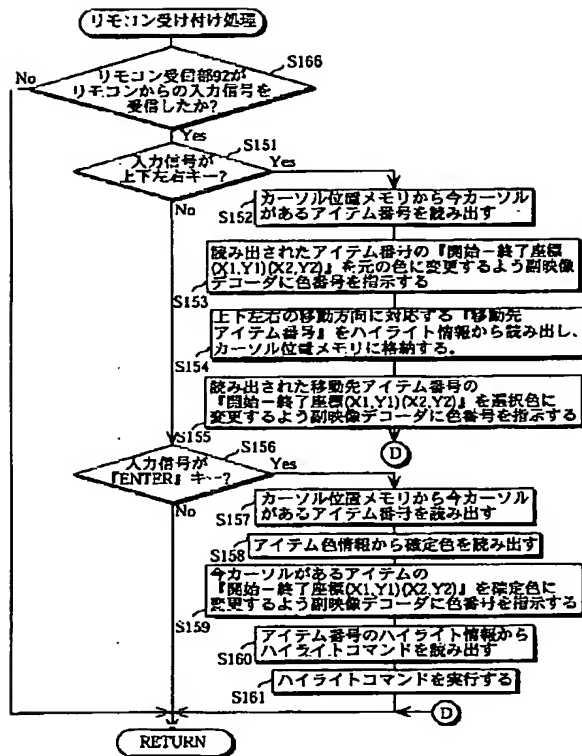 リモコン受け付け処理
S166
No
リモコン受信部92が
リモコンからの入力信号を
受信したか?
Yes
S151
入力信号が
上下左右キー?
Yes
No
S152
カーソル位置メモリから今カーソル
があるアイテム番号を読み出す
読み出されたアイテム番号の『開始−終了座標
(X1,Y1)(X2,Y2)』を元の色に変更するよう副映像
デコーダに色番号を指示する
S153
上下左右の移動方向に対応する『移動先
アイテム番号』をハイライト情報から読み出し、
カーソル位置メモリに格納する。
S154
読み出された移動先アイテム番号の
『開始−終了座標(X1,Y1)(X2,Y2)』を選択色に
変更するよう副映像デコーダに色番号を指示する
S155
D
S156
入力信号が
『ENTER』キー?
Yes
No
カーソル位置メモリから今カーソル
があるアイテム番号を読み出す
S157
アイテム色情報から確定色を読み出す
S158
今カーソルがあるアイテムの
『開始−終了座標(X1,Y1)(X2,Y2)』を確定色に
変更するよう副映像デコーダに色番号を指示する
S159
アイテム番号のハイライト情報から
ハイライトコマンドを読み出す
S160
ハイライトコマンドを実行する
S161
D
RETURN